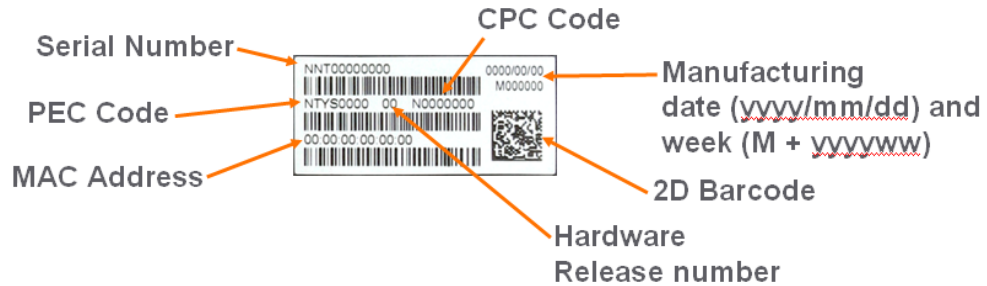 CPC Code
Serial Number
NNT00000000
0000/00/00
M000000
Manufacturing
date (yyyy/mm/dd) and
week (M + yyyyww)
PEC Code
NTYS0000 00 N0000000
00:00:00:00:00:00
MAC Address
2D Barcode
Hardware
Release number